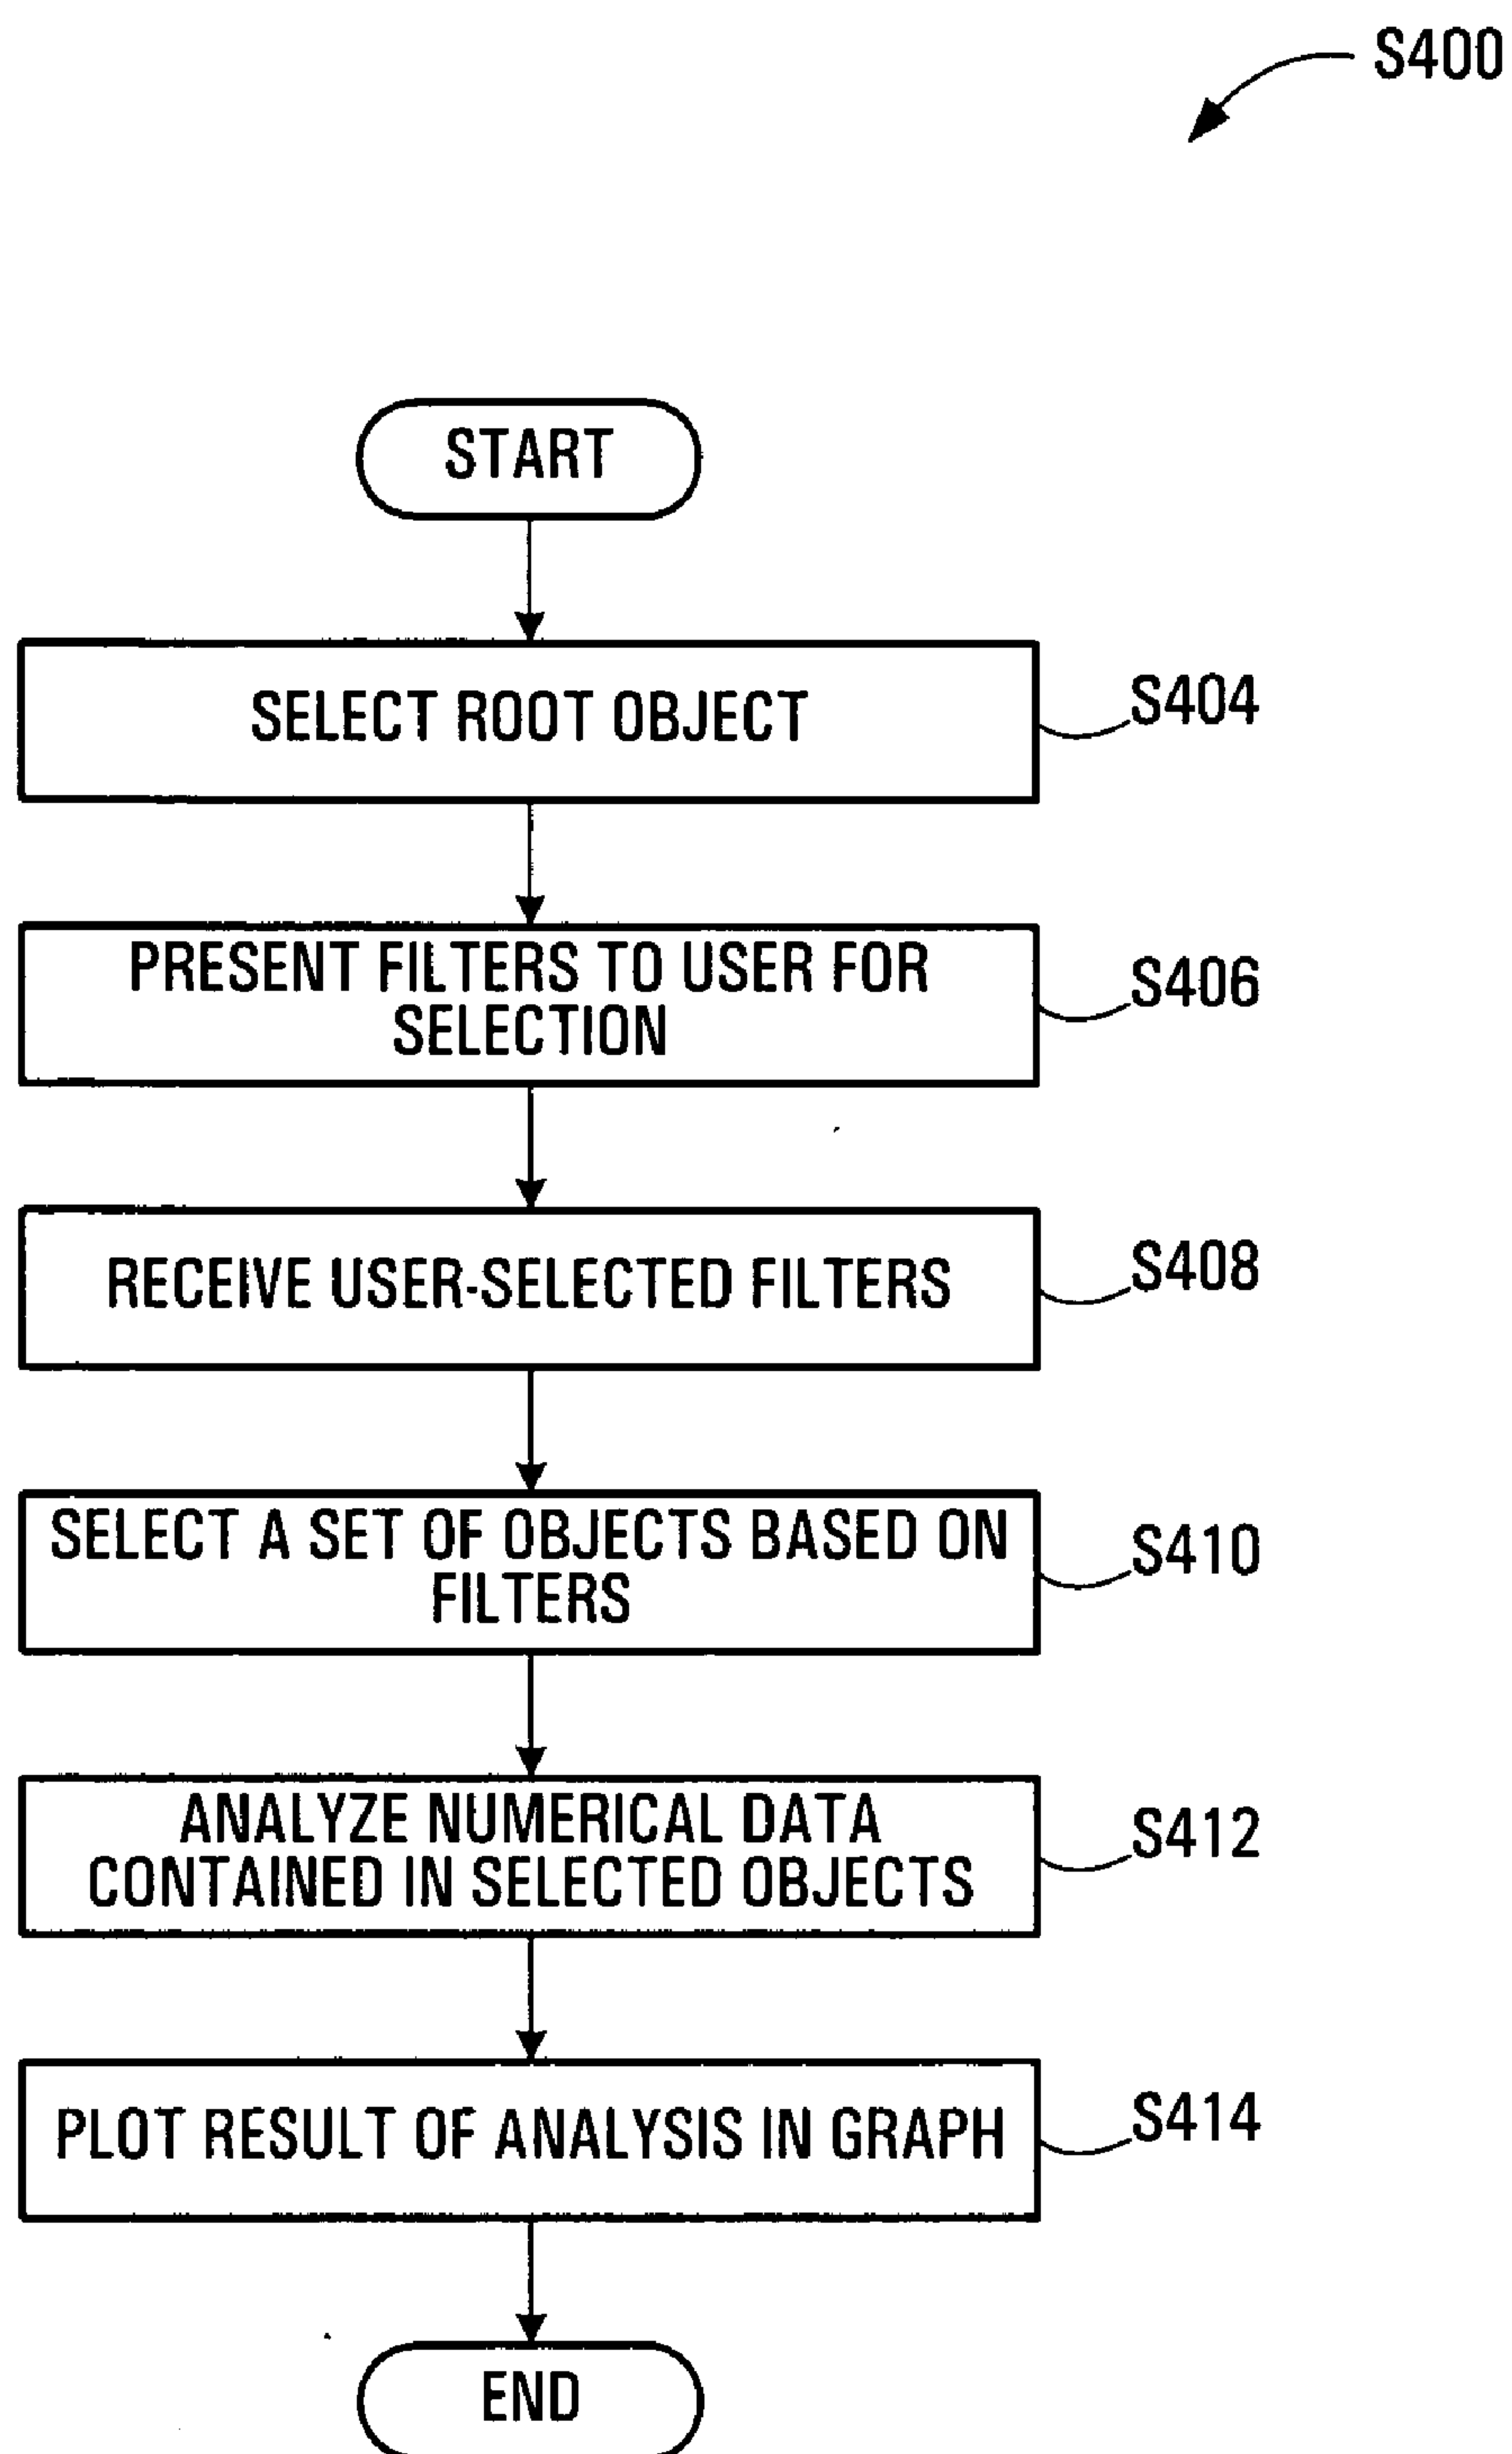 S400
START
SELECT ROOT OBJECT
S404
PRESENT FILTERS TO USER FOR
SELECTION
S406
RECEIVE USER-SELECTED FILTERS
S408
SELECT A SET OF OBJECTS BASED ON
FILTERS
S410
ANALYZE NUMERICAL DATA
CONTAINED IN SELECTED OBJECTS
S412
PLOT RESULT OF ANALYSIS IN GRAPH
S414
END